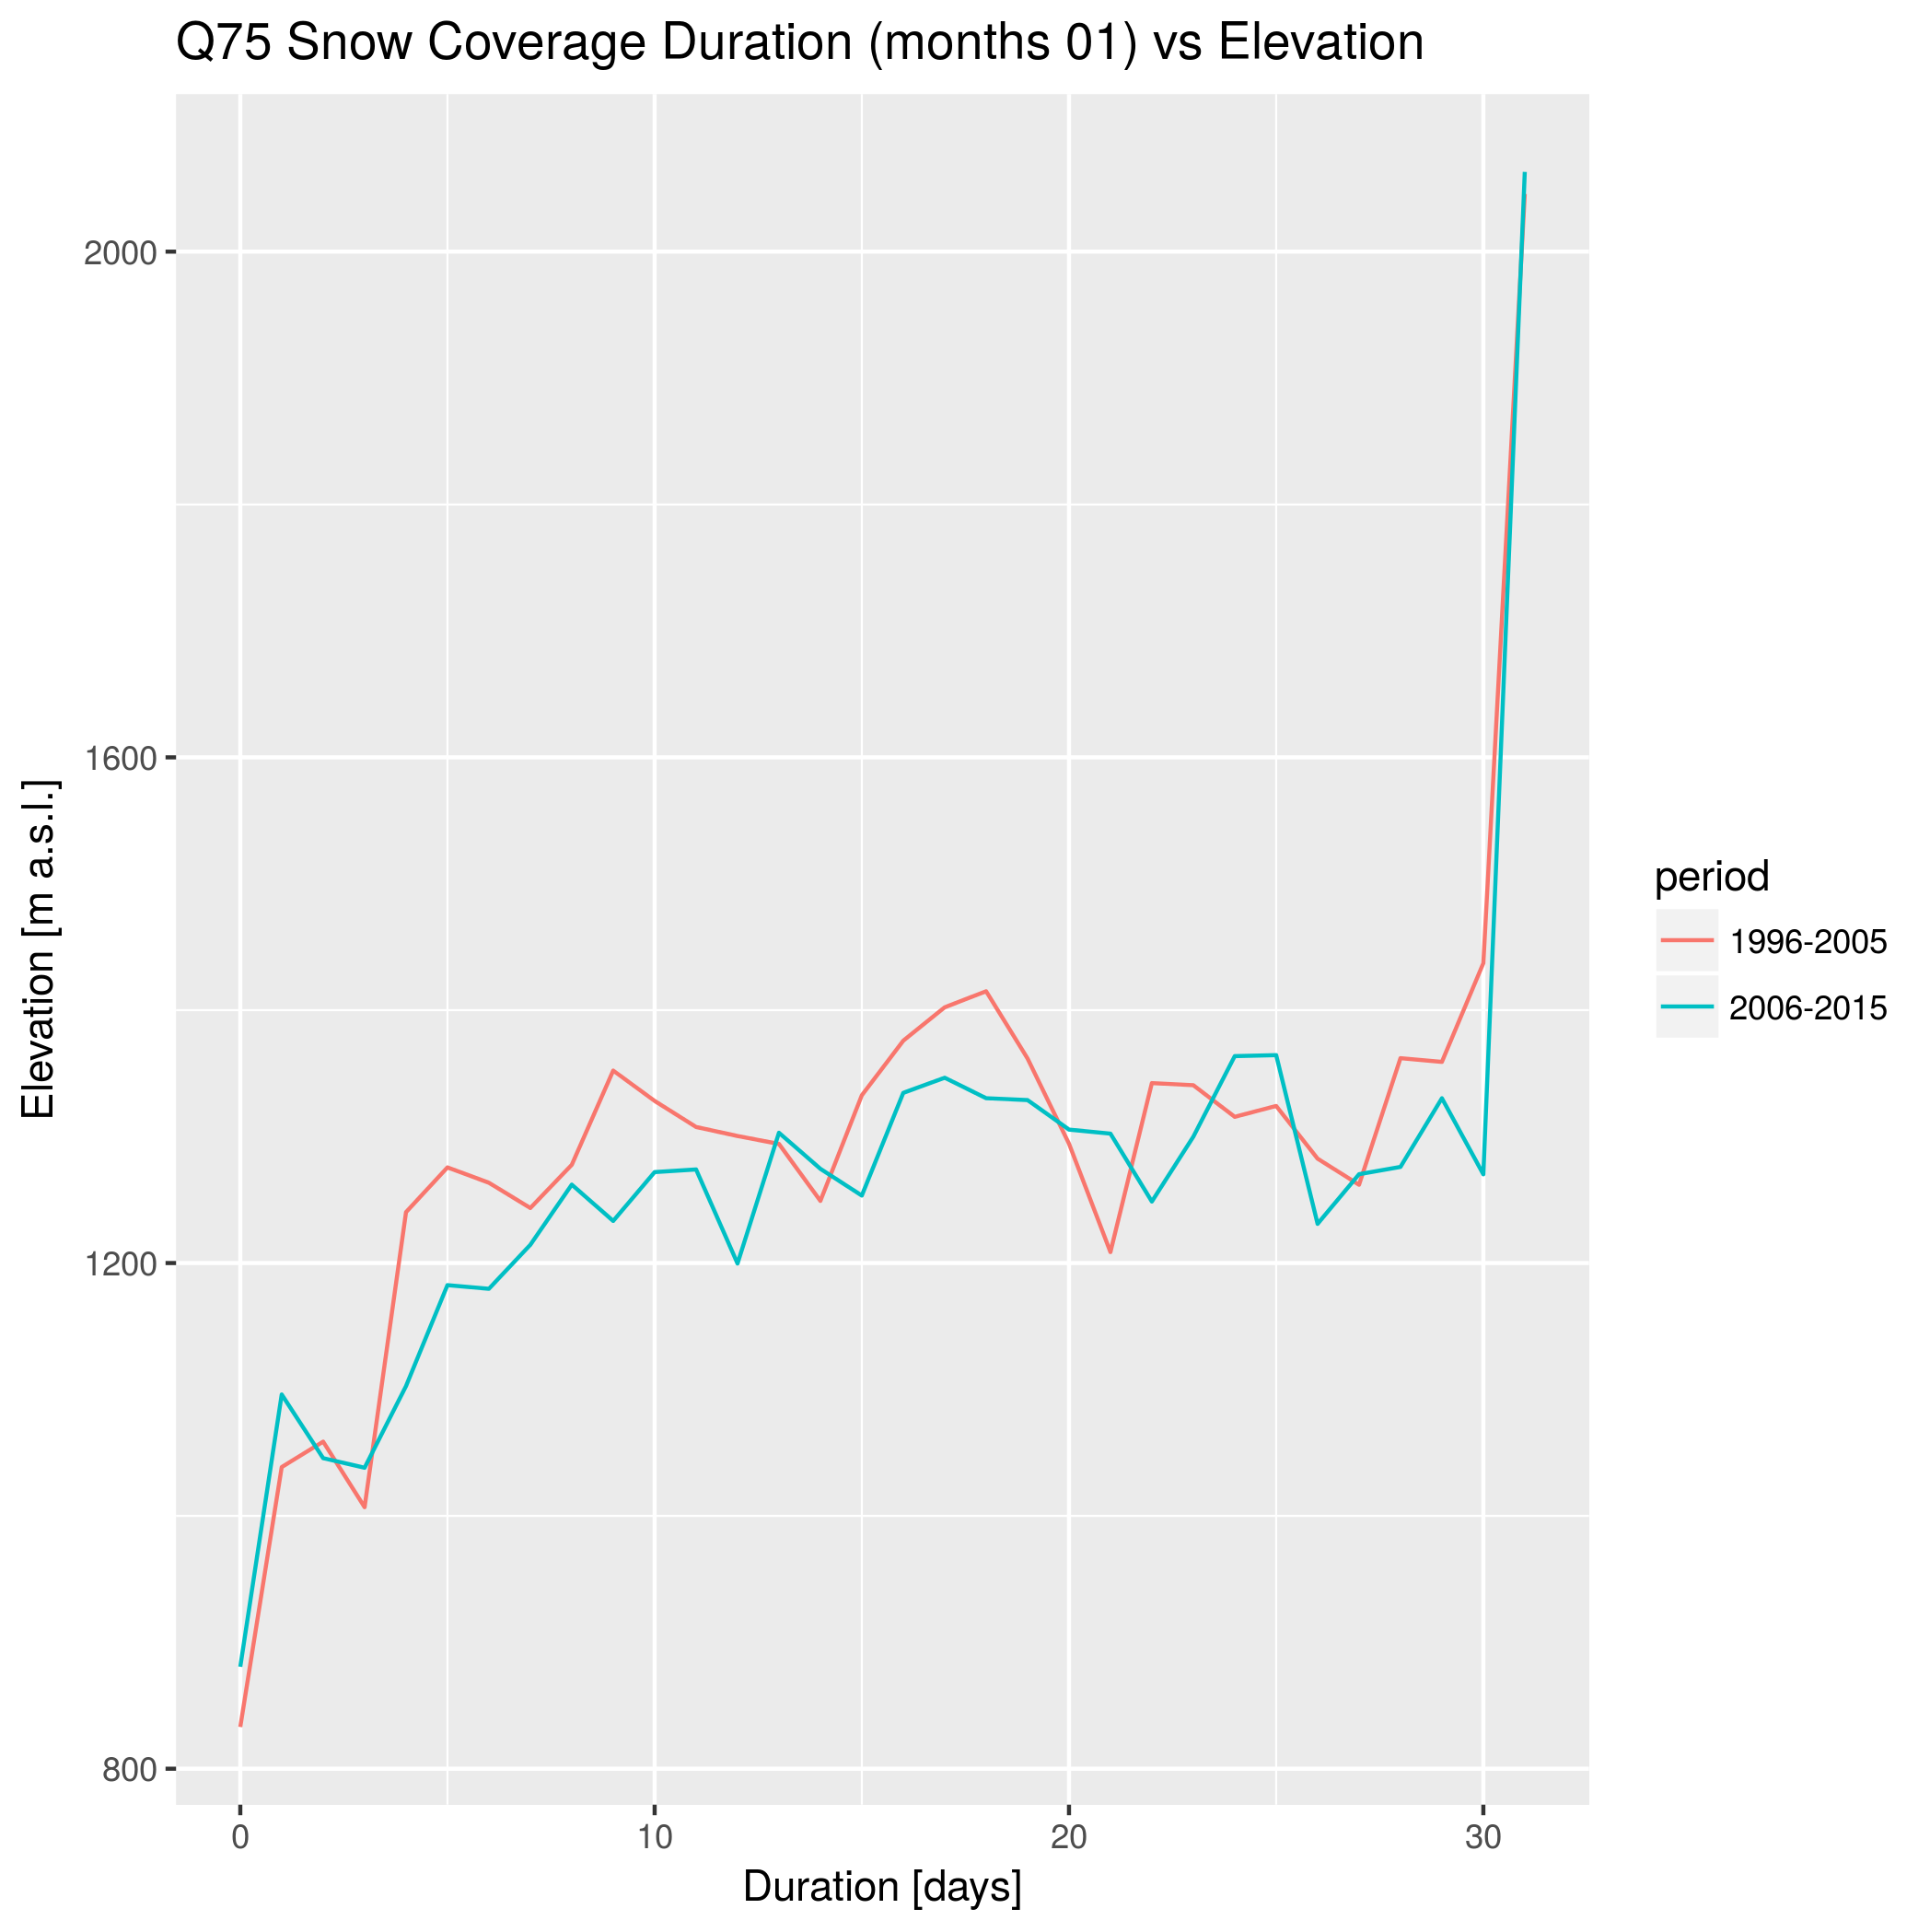 Q75 Snow Coverage Duration (months 01) vs Elevation
2000
1600
1200
800
Elevation [m a.s.l.]
0 10 20 30
Duration [days]
period
1996-2005
2006-2015